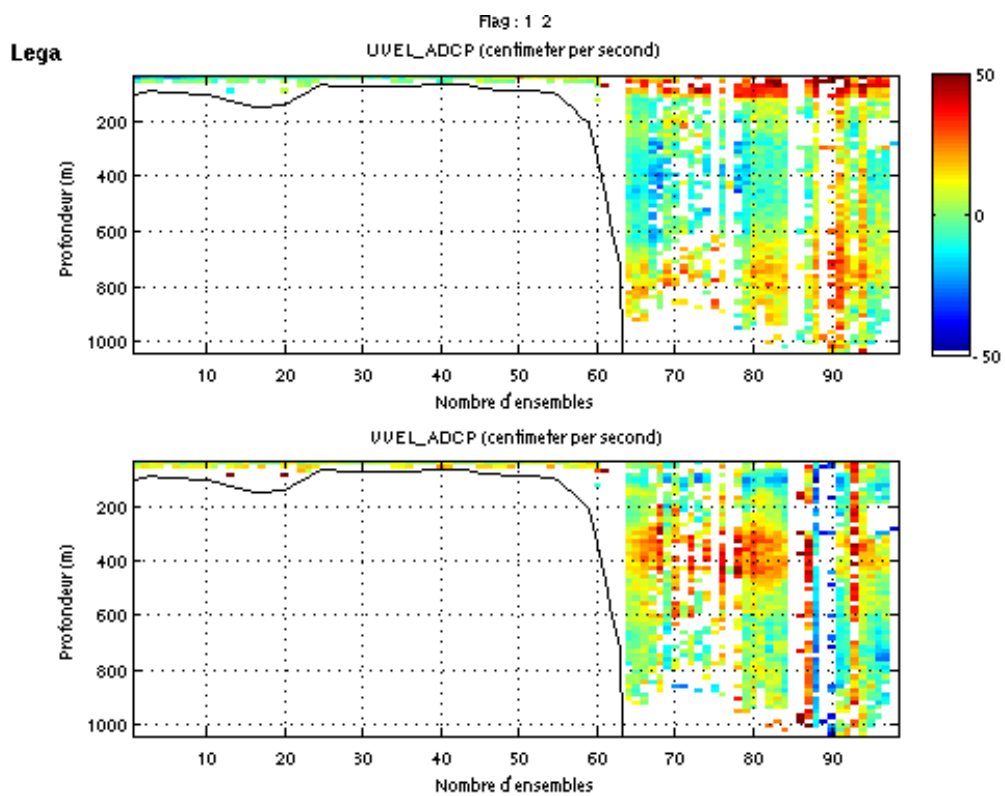 Flag : 1 2
Lega
UVEL_ADCP (centimeter per second)
200
400
600
800
1000
Profondeur (m)
10 20 30 40 50 60 70 80 90
Nombre d'ensembles
50
0
-50
VVEL_ADCP (centimeter per second)
200
400
600
800
1000
Profondeur (m)
10 20 30 40 50 60 70 80 90
Nombre d'ensembles